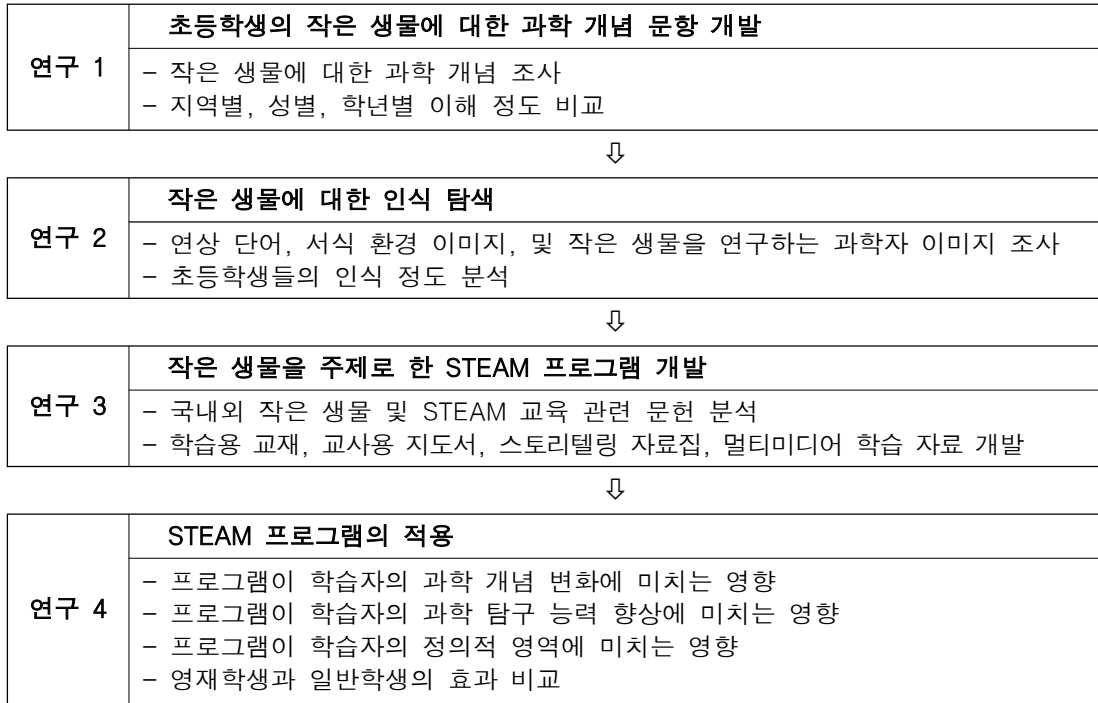 연구 1
초등학생의 작은 생물에 대한 과학 개념 문항 개발
– 작은 생물에 대한 과학 개념 조사
– 지역별, 성별, 학년별 이해 정도 비교
⇩
연구 2
작은 생물에 대한 인식 탐색
– 연상 단어, 서식 환경 이미지, 및 작은 생물을 연구하는 과학자 이미지 조사
– 초등학생들의 인식 정도 분석
⇩
연구 3
작은 생물을 주제로 한 STEAM 프로그램 개발
– 국내외 작은 생물 및 STEAM 교육 관련 문헌 분석
– 학습용 교재, 교사용 지도서, 스토리텔링 자료집, 멀티미디어 학습 자료 개발
⇩
연구 4
STEAM 프로그램의 적용
– 프로그램이 학습자의 과학 개념 변화에 미치는 영향
– 프로그램이 학습자의 과학 탐구 능력 향상에 미치는 영향
– 프로그램이 학습자의 정의적 영역에 미치는 영향
– 영재학생과 일반학생의 효과 비교